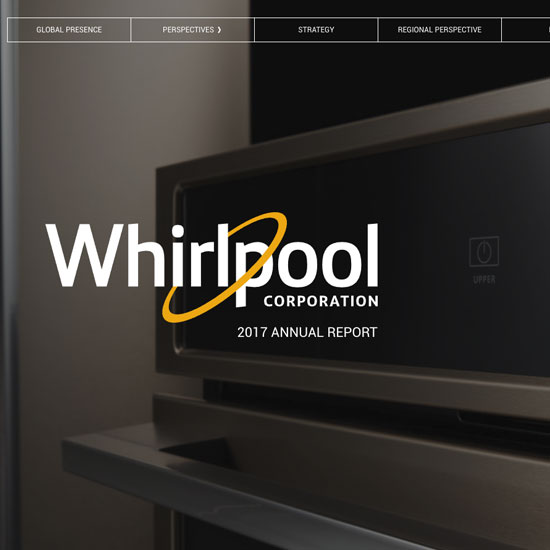 GLOBAL PRESENCE
PERSPECTIVES ❯
STRATEGY
REGIONAL PERSPECTIVE
Whirlpool
CORPORATION
2017 ANNUAL REPORT
UPPER